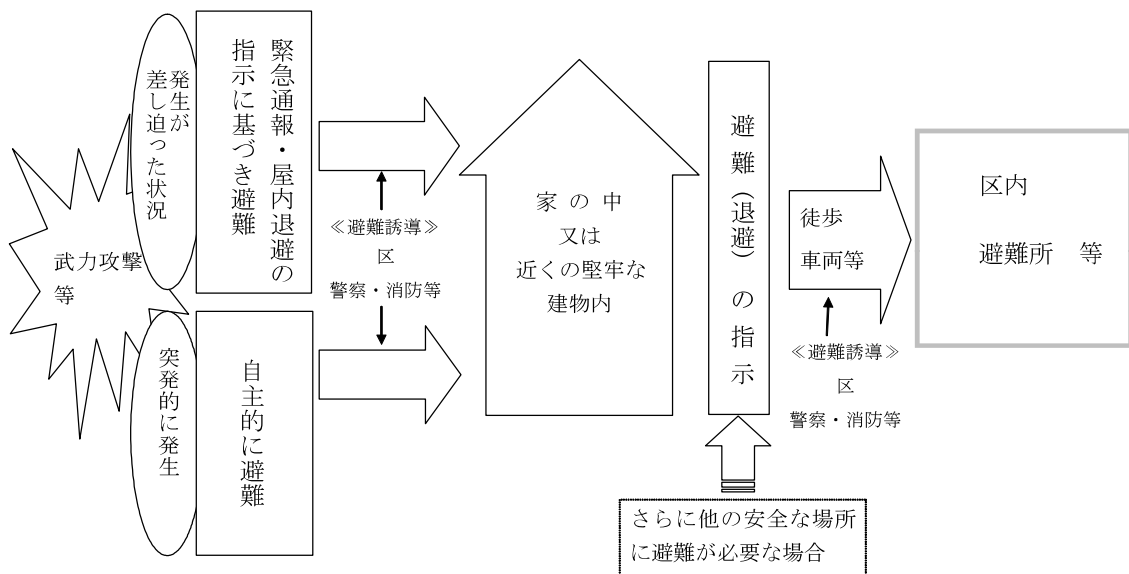 武力攻撃
等
発生が
差し迫った状況
緊急通報・屋内退避の
指示に基づき避難
突発的に発生
自主的に避難
≪避難誘導≫
区
警察・消防等
家の中
又は
近くの堅牢な
建物内
避難(退避)の指示
さらに他の安全な場所
に避難が必要な場合
徒歩
車両等
≪避難誘導≫
区
警察・消防等
区内
避難所　等